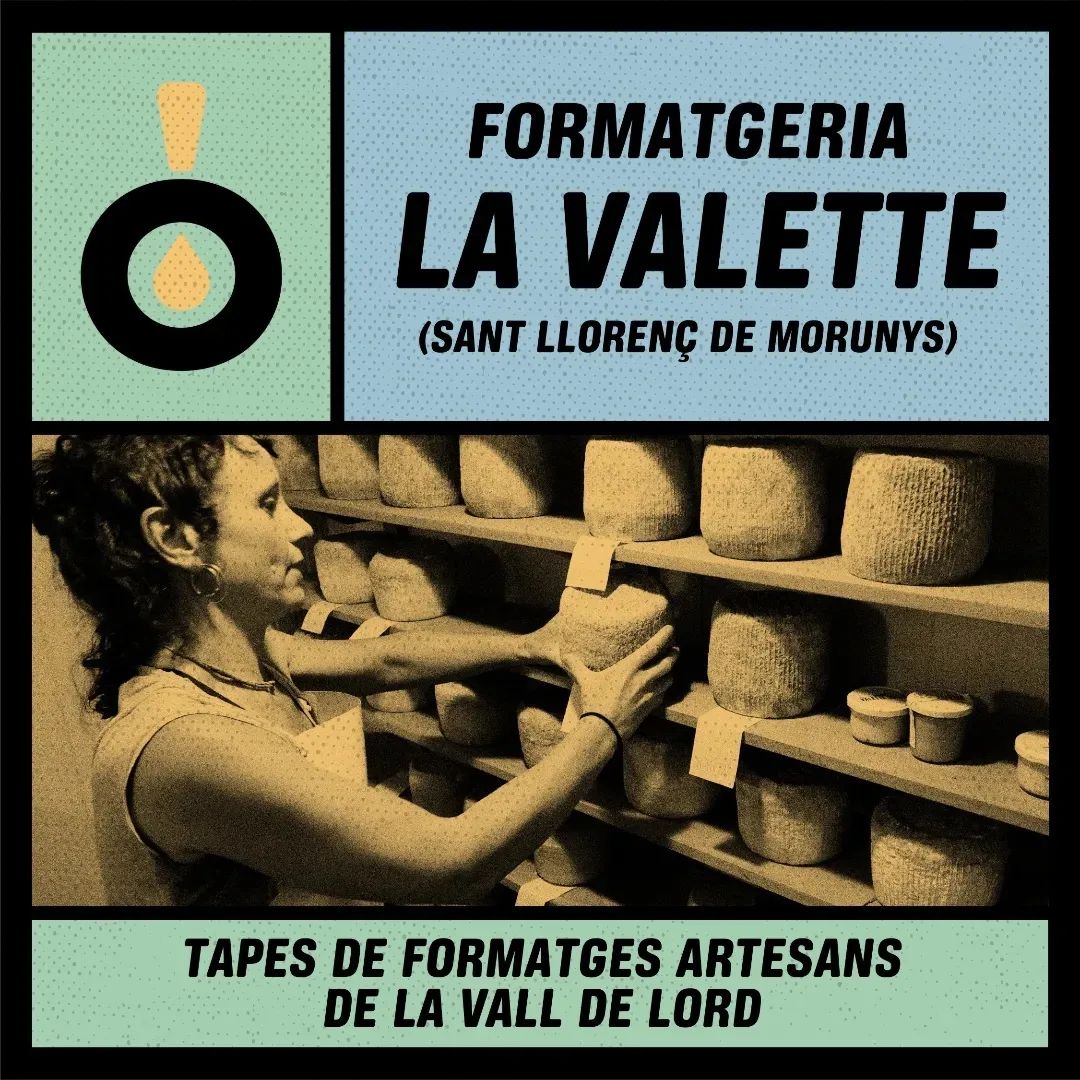 FORMATGERIA
LA VALETTE
(SANT LLORENÇ DE MORUNYS)
TAPES DE FORMATGES ARTESANS
DE LA VALL DE LORD